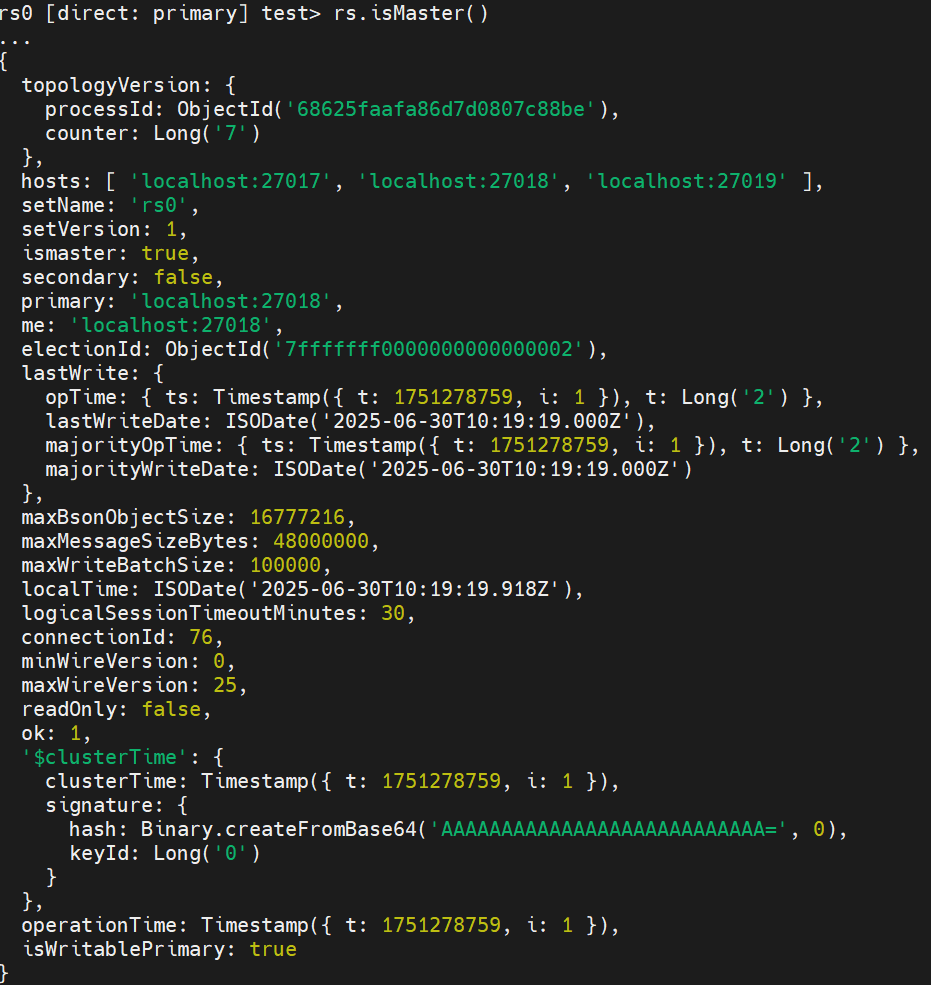 rs0 [direct: primary] test> rs.isMaster()
...
{
  topologyVersion: {
    processId: ObjectId('68625faafa86d7d0807c88be'),
    counter: Long('7')
  },
  hosts: [ 'localhost:27017', 'localhost:27018', 'localhost:27019' ],
  setName: 'rs0',
  setVersion: 1,
  ismaster: true,
  secondary: false,
  primary: 'localhost:27018',
  me: 'localhost:27018',
  electionId: ObjectId('7fffffff0000000000000002'),
  lastWrite: {
    opTime: { ts: Timestamp({ t: 1751278759, i: 1 }), t: Long('2') },
    lastWriteDate: ISODate('2025-06-30T10:19:19.000Z'),
    majorityOpTime: { ts: Timestamp({ t: 1751278759, i: 1 }), t: Long('2') },
    majorityWriteDate: ISODate('2025-06-30T10:19:19.000Z')
  },
  maxBsonObjectSize: 16777216,
  maxMessageSizeBytes: 48000000,
  maxWriteBatchSize: 100000,
  localTime: ISODate('2025-06-30T10:19:19.918Z'),
  logicalSessionTimeoutMinutes: 30,
  connectionId: 76,
  minWireVersion: 0,
  maxWireVersion: 25,
  readOnly: false,
  ok: 1,
  '$clusterTime': {
    clusterTime: Timestamp({ t: 1751278759, i: 1 }),
    signature: {
      hash: Binary.createFromBase64('AAAAAAAAAAAAAAAAAAAAAAAAAAA=', 0),
      keyId: Long('0')
    }
  },
  operationTime: Timestamp({ t: 1751278759, i: 1 }),
  isWritablePrimary: true
}